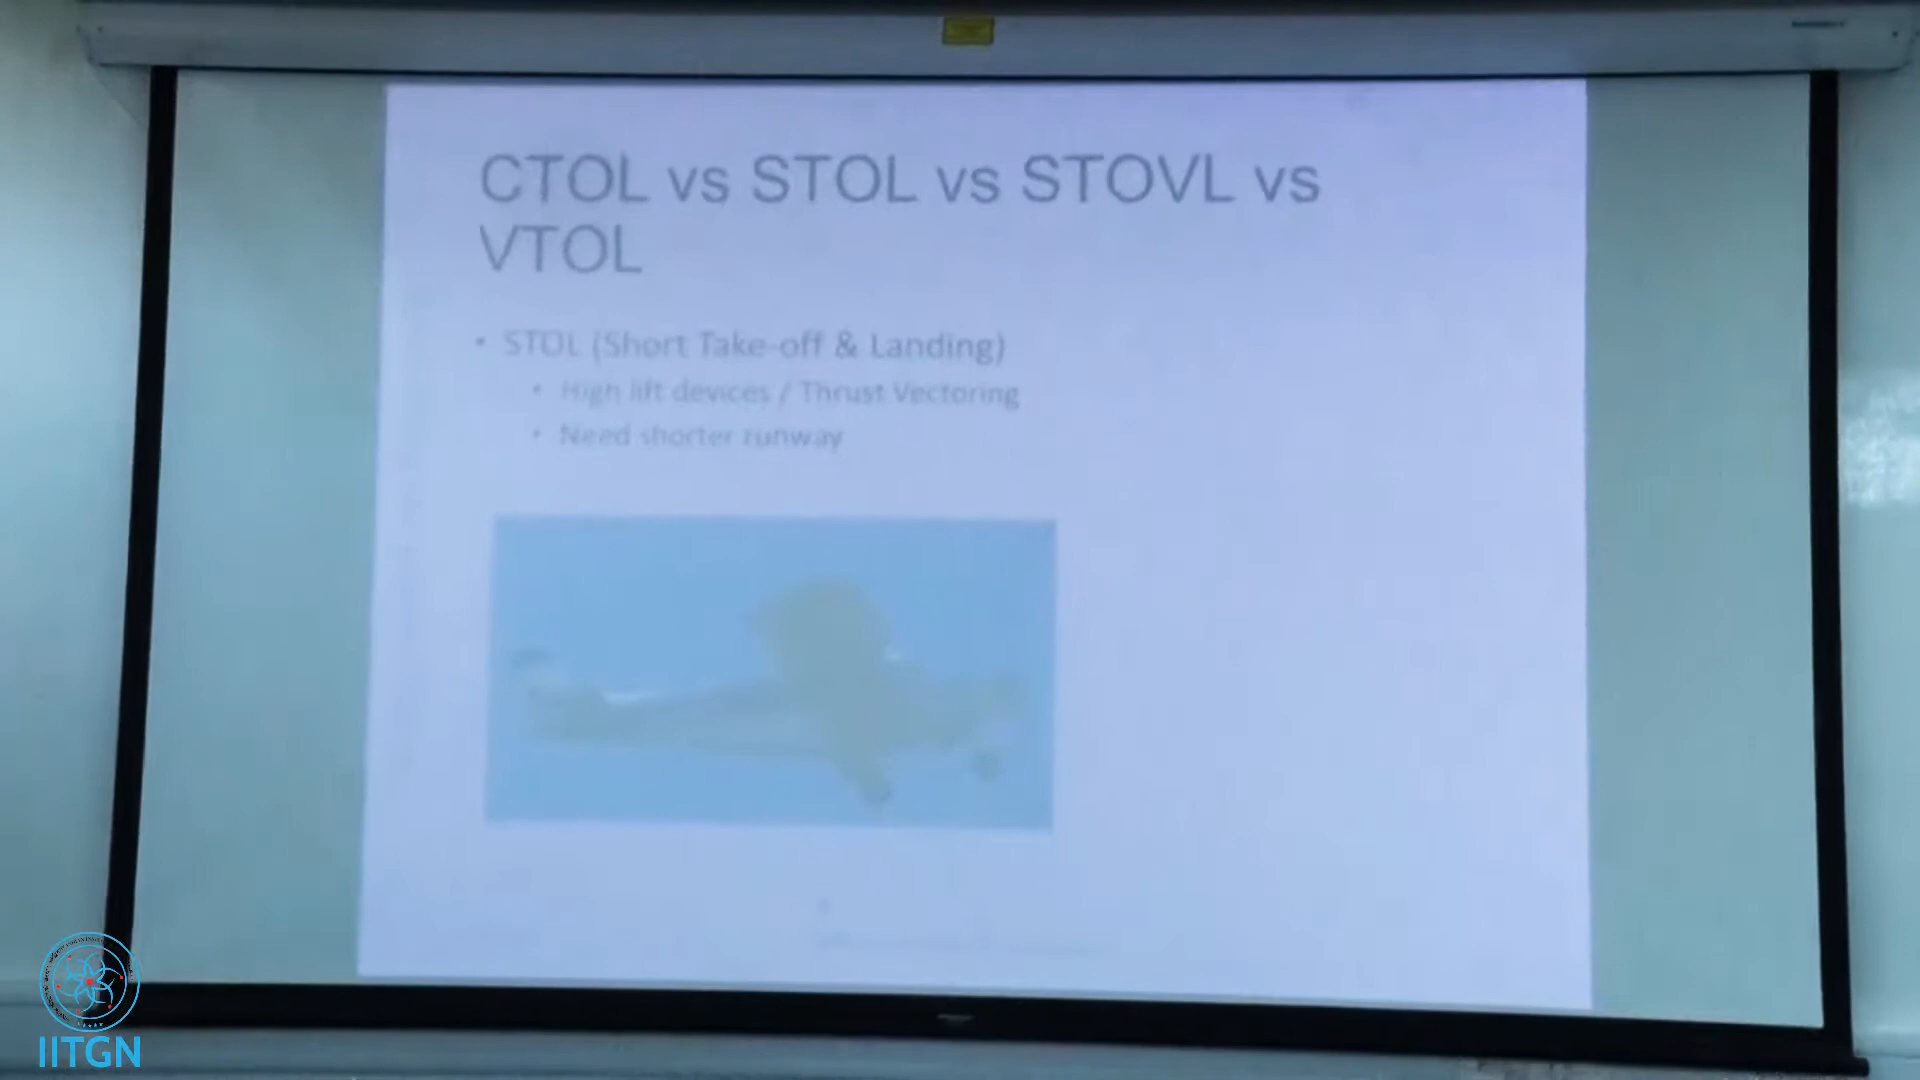 CTOL vs STOL vs STOVL vs
VTOL
• STOL (Short Take-off & Landing)
• High lift devices / Thrust Vectoring
• Need shorter runway
IITGN